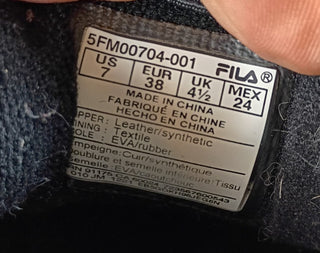 5FM00704-001
US EUR UK MEX FILA®
7 38 4½ 24
MADE IN CHINA
FABRIQUÉ EN CHINE
HECHO EN CHINA
UPPER: Leather/synthetic
LINING: Textile
SOLE: EVA/rubber
Empeigne:Cuir/synthétique
Doublure et semelle intérieure:Tissu